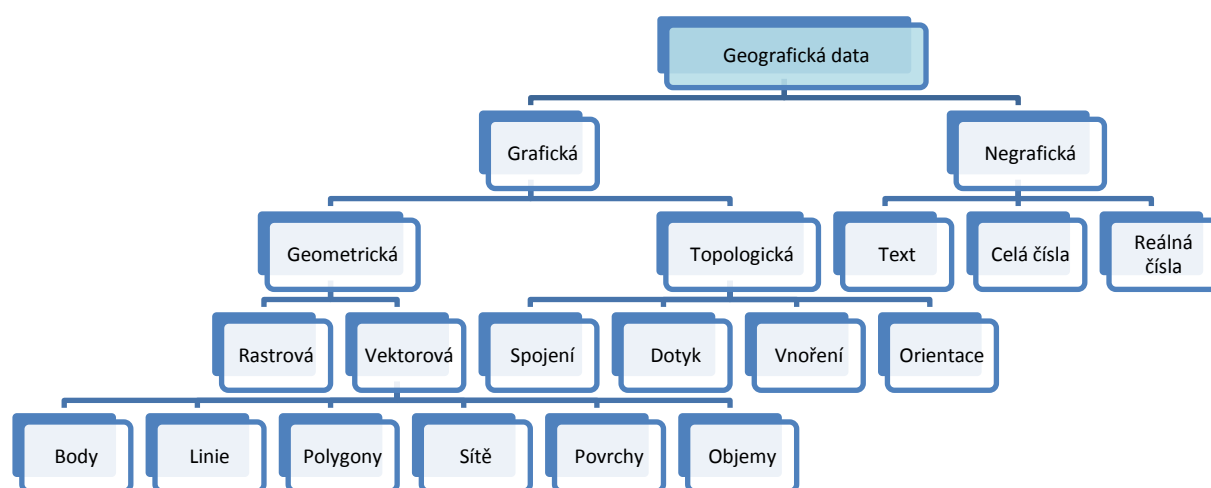 Geografická data
Grafická
Negrafická
Geometrická
Topologická
Text
Celá čísla
Reálná
čísla
Rastrová
Vektorová
Spojení
Dotyk
Vnoření
Orientace
Body
Linie
Polygony
Sítě
Povrchy
Objemy